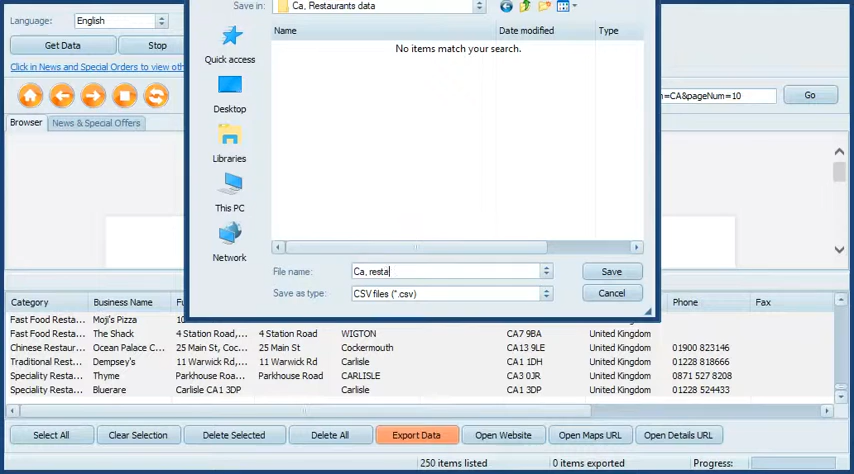 Language: English
Save in: Ca, Restaurants data
Get Data Stop
Name Date modified Type
No items match your search.
Click in News and Special Orders to view oth
Quick access
Desktop
Libraries
This PC
Network
m=CA&pageNum=10 Go
Browser News & Special Offers
File name: Ca, resta Save
Save as type: CSV files (*.csv) Cancel
Category Business Name Fu Phone Fax
Fast Food Resta... Moji's Pizza
Fast Food Resta... The Shack 4 Station Road,... 4 Station Road WIGTON CA7 9BA United Kingdom
Chinese Restaur... Ocean Palace C... 25 Main St, Coc... 25 Main St Cockermouth CA13 9LE United Kingdom 01900 823146
Traditional Resta... Dempsey's 11 Warwick Rd,... 11 Warwick Rd Carlisle CA1 1DH United Kingdom 01228 818666
Speciality Resta... Thyme Parkhouse Roa... Parkhouse Road CARLISLE CA3 0JR United Kingdom 0871 527 8208
Speciality Resta... Bluerare Carlisle CA1 3DP Carlisle CA1 3DP United Kingdom 01228 524433
Select All Clear Selection Delete Selected Delete All Export Data Open Website Open Maps URL Open Details URL
250 items listed 0 items exported Progress: